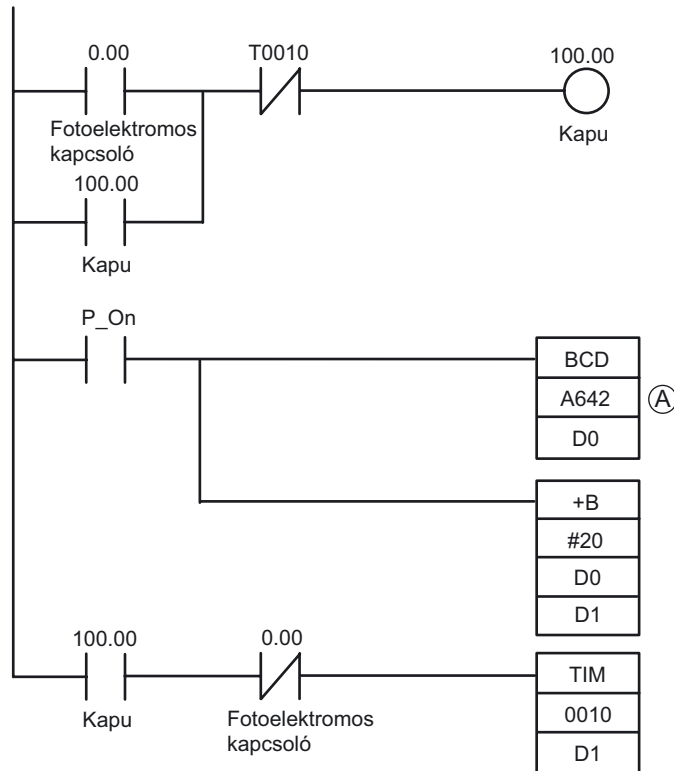 0.00 T0010 100.00
Fotoelektromos
kapcsoló
Kapu
100.00
Kapu
P_On
BCD
A642 Ⓐ
D0
+B
#20
D0
D1
100.00 0.00
Kapu
Fotoelektromos
kapcsoló
TIM
0010
D1